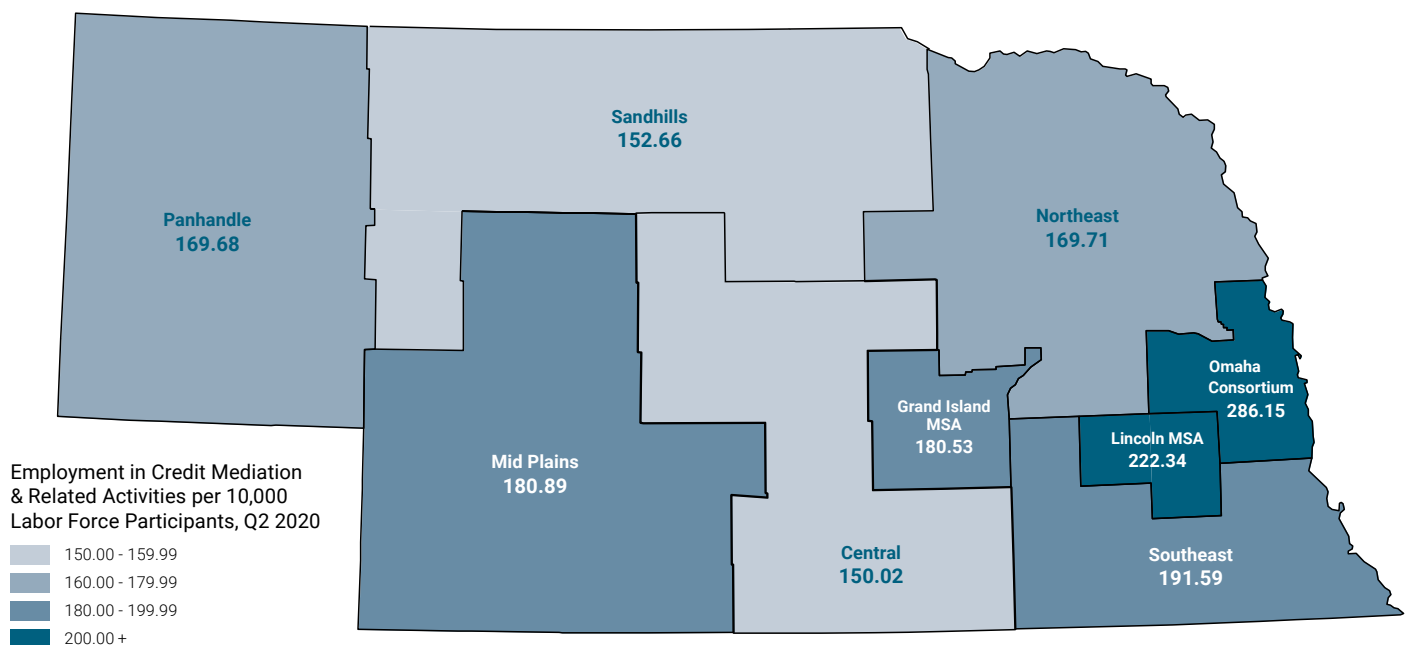 Sandhills
152.66
Panhandle
169.68
Northeast
169.71
Omaha
Consortium
286.15
Grand Island
MSA
180.53
Lincoln MSA
222.34
Mid Plains
180.89
Central
150.02
Southeast
191.59
Employment in Credit Mediation
& Related Activities per 10,000
Labor Force Participants, Q2 2020
150.00 - 159.99
160.00 - 179.99
180.00 - 199.99
200.00 +